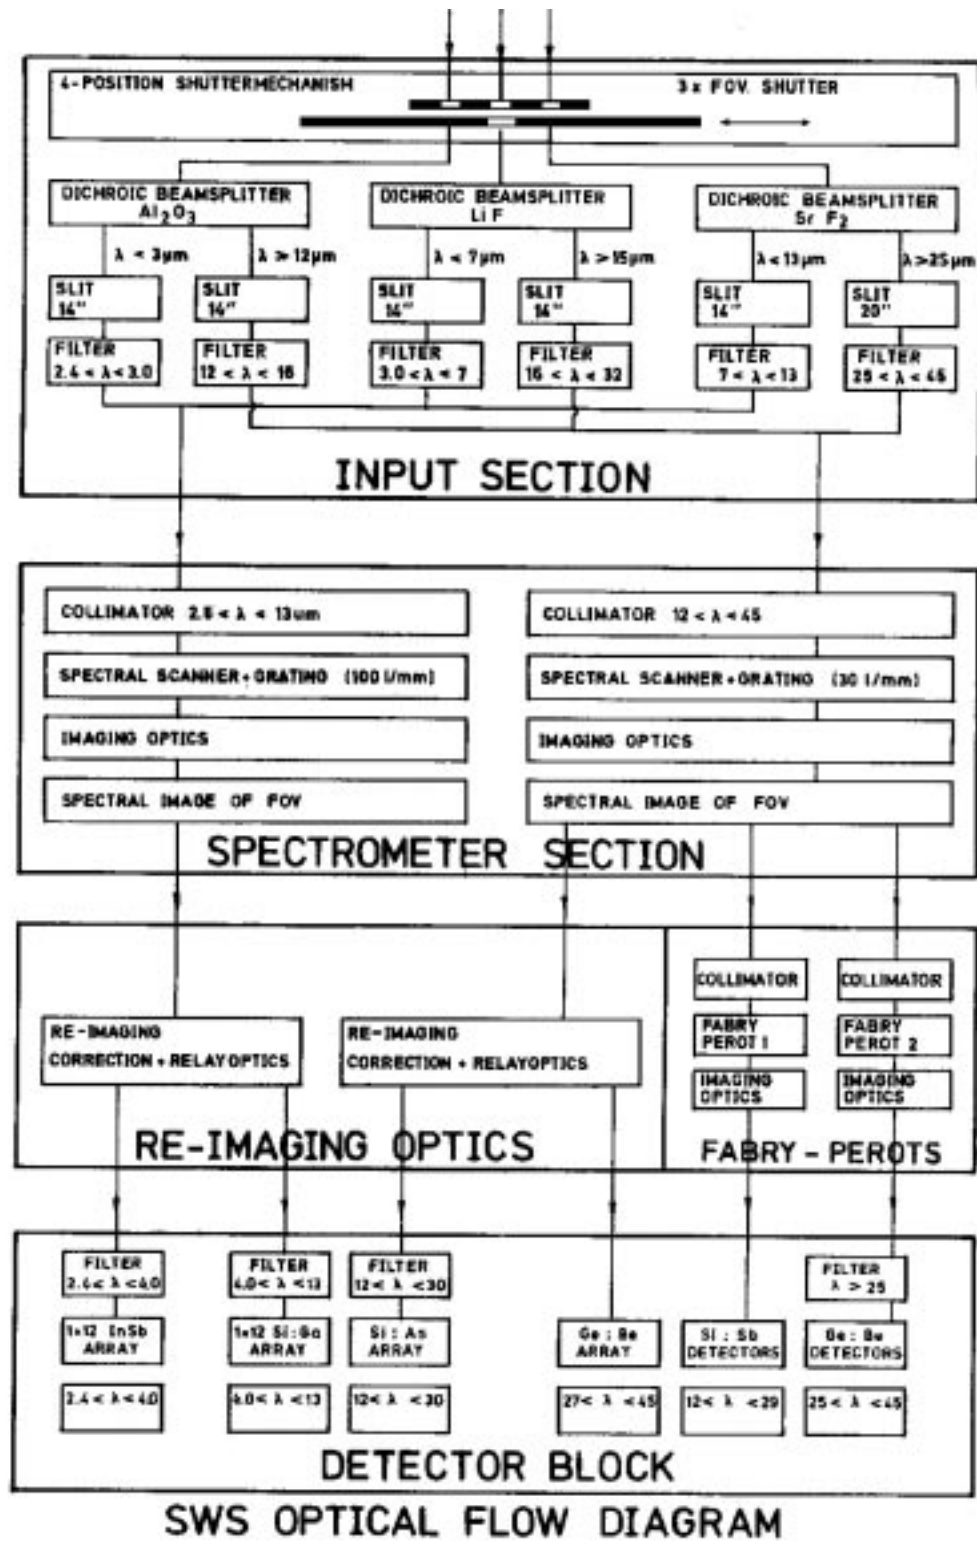 4-POSITION SHUTTERMECHANISM
3x FOV. SHUTTER
DICHROIC BEAMSPLITTER
Al2O3
DICHROIC BEAMSPLITTER
LiF
DICHROIC BEAMSPLITTER
Sr F2
λ < 3μm
λ > 12μm
λ < 7μm
λ > 15μm
λ < 13μm
λ > 25μm
SLIT
14"
SLIT
14"
SLIT
14"
SLIT
14"
SLIT
14"
SLIT
20"
FILTER
2.4 < λ < 3.0
FILTER
12 < λ < 16
FILTER
3.0 < λ < 7
FILTER
16 < λ < 32
FILTER
7 < λ < 13
FILTER
25 < λ < 45
INPUT SECTION
COLLIMATOR 2.5 < λ < 13um
COLLIMATOR 12 < λ < 45
SPECTRAL SCANNER + GRATING (100 l/mm)
SPECTRAL SCANNER + GRATING (30 l/mm)
IMAGING OPTICS
IMAGING OPTICS
SPECTRAL IMAGE OF FOV
SPECTRAL IMAGE OF FOV
SPECTROMETER SECTION
COLLIMATOR
COLLIMATOR
RE-IMAGING
CORRECTION + RELAYOPTICS
RE-IMAGING
CORRECTION + RELAYOPTICS
FABRY
PEROT 1
FABRY
PEROT 2
IMAGING
OPTICS
IMAGING
OPTICS
RE-IMAGING OPTICS
FABRY - PEROTS
FILTER
2.4 < λ < 4.0
FILTER
4.0 < λ < 13
FILTER
12 < λ < 30
FILTER
λ > 25
1×12 InSb
ARRAY
1×12 Si:Ga
ARRAY
Si : As
ARRAY
Ge : Be
ARRAY
Si : Sb
DETECTORS
Ge : Be
DETECTORS
2.4 < λ < 4.0
4.0 < λ < 13
12 < λ < 30
27 < λ < 45
12 < λ < 29
25 < λ < 45
DETECTOR BLOCK
SWS OPTICAL FLOW DIAGRAM